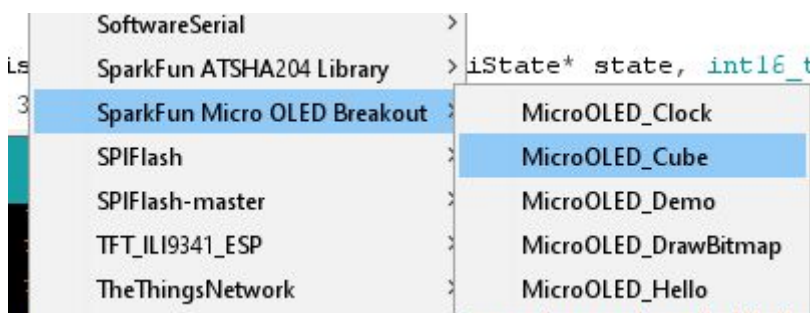 SoftwareSerial
SparkFun ATSHA204 Library
iState* state, int16_t
3
SparkFun Micro OLED Breakout
MicroOLED_Clock
SPIFlash
MicroOLED_Cube
SPIFlash-master
MicroOLED_Demo
TFT_ILI9341_ESP
MicroOLED_DrawBitmap
TheThingsNetwork
MicroOLED_Hello